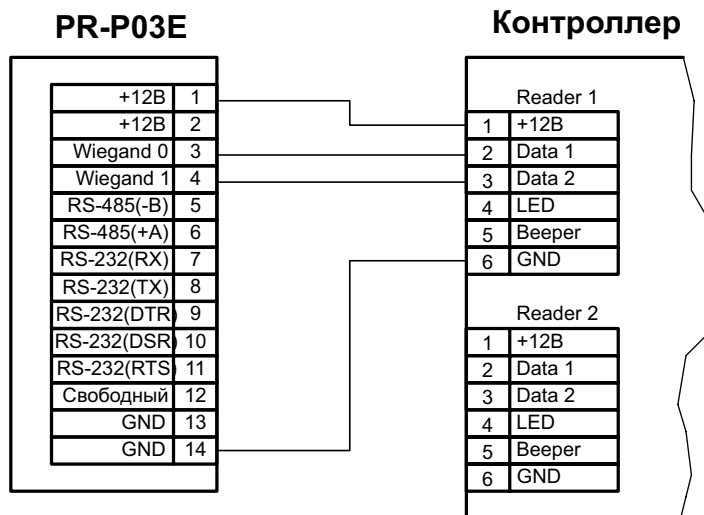 PR-P03E
Контроллер
+12В 1
+12В 2
Wiegand 0 3
Wiegand 1 4
RS-485(-B) 5
RS-485(+A) 6
RS-232(RX) 7
RS-232(TX) 8
RS-232(DTR) 9
RS-232(DSR) 10
RS-232(RTS) 11
Свободный 12
GND 13
GND 14
Reader 1
1 +12В
2 Data 1
3 Data 2
4 LED
5 Beeper
6 GND
Reader 2
1 +12В
2 Data 1
3 Data 2
4 LED
5 Beeper
6 GND